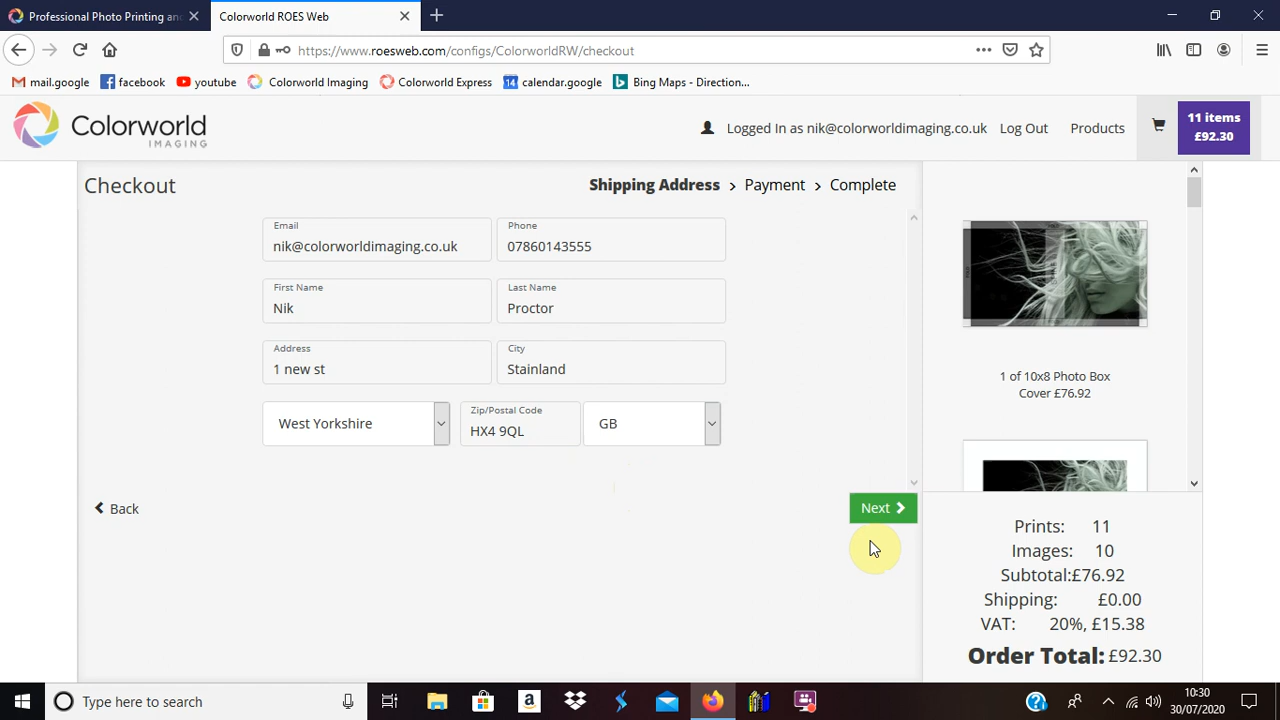 Professional Photo Printing an
Colorworld ROES Web
https://www.roesweb.com/configs/ColorworldRW/checkout
mail.google
facebook
youtube
Colorworld Imaging
Colorworld Express
14
calendar.google
Bing Maps - Direction...
Colorworld
IMAGING
Logged In as nik@colorworldimaging.co.uk
Log Out
Products
11 items
£92.30
Checkout
Shipping Address > Payment > Complete
Email
nik@colorworldimaging.co.uk
Phone
07860143555
First Name
Nik
Last Name
Proctor
Address
1 new st
City
Stainland
West Yorkshire
Zip/Postal Code
HX4 9QL
GB
Back
Next
1 of 10x8 Photo Box
Cover £76.92
Prints: 11
Images: 10
Subtotal:£76.92
Shipping: £0.00
VAT: 20%, £15.38
Order Total: £92.30
Type here to search
10:30
30/07/2020